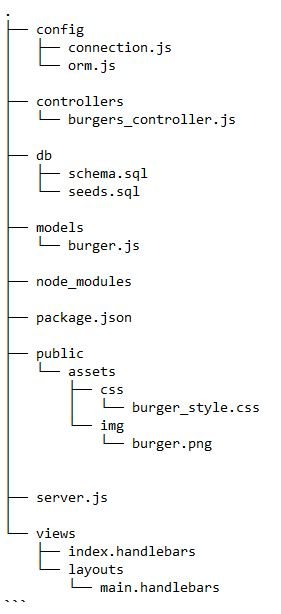 .
├── config
│   ├── connection.js
│   └── orm.js
│
├── controllers
│   └── burgers_controller.js
│
├── db
│   ├── schema.sql
│   └── seeds.sql
│
├── models
│   └── burger.js
│
├── node_modules
│
├── package.json
│
├── public
│   └── assets
│       ├── css
│       │   └── burger_style.css
│       └── img
│           └── burger.png
│
│
├── server.js
│
└── views
    ├── index.handlebars
    └── layouts
        └── main.handlebars
```